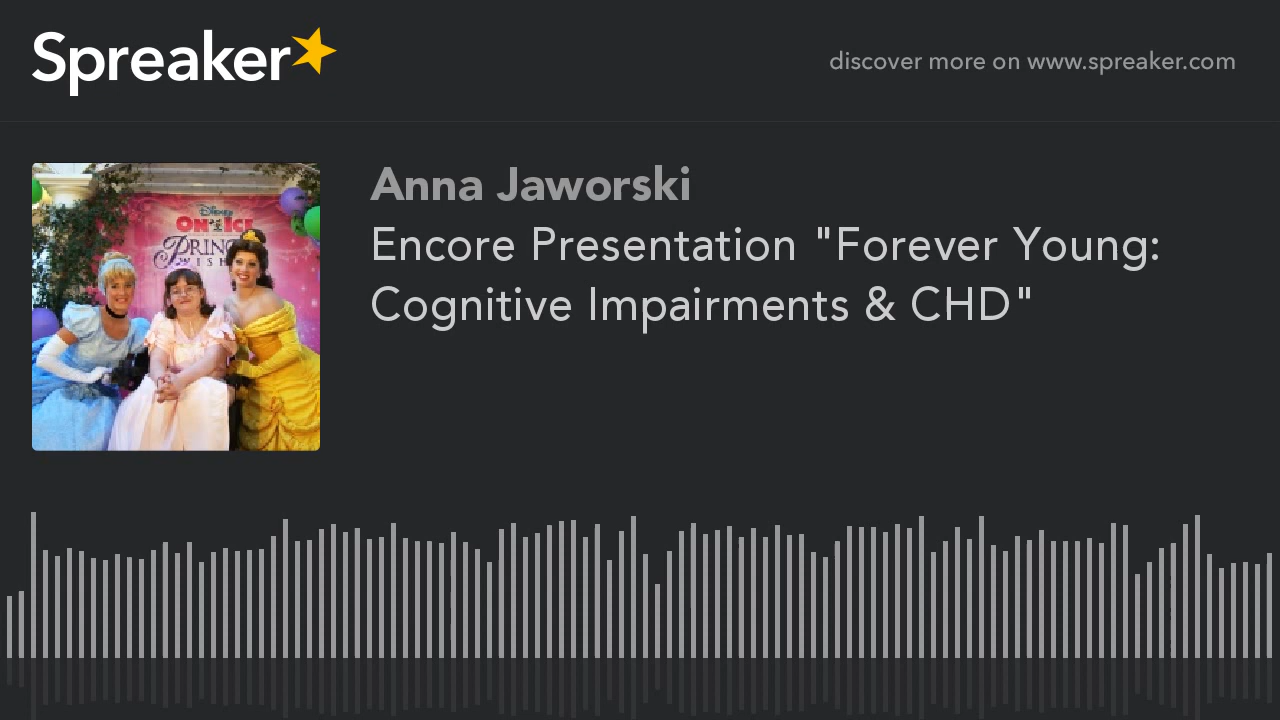 Spreaker
discover more on www.spreaker.com
Anna Jaworski
Encore Presentation "Forever Young:
Cognitive Impairments & CHD"
Disney
ON ICE
WISH